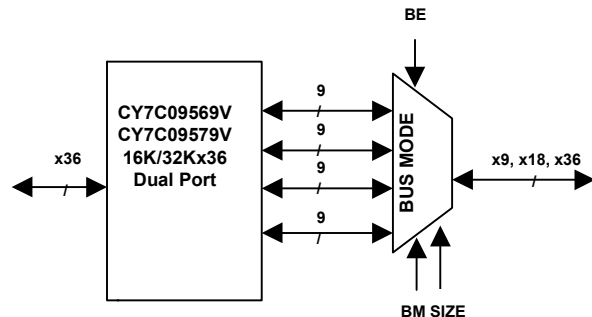 BE
CY7C09569V
CY7C09579V
16K/32Kx36
Dual Port
x36
9
9
9
9
BUS MODE
x9, x18, x36
BM SIZE